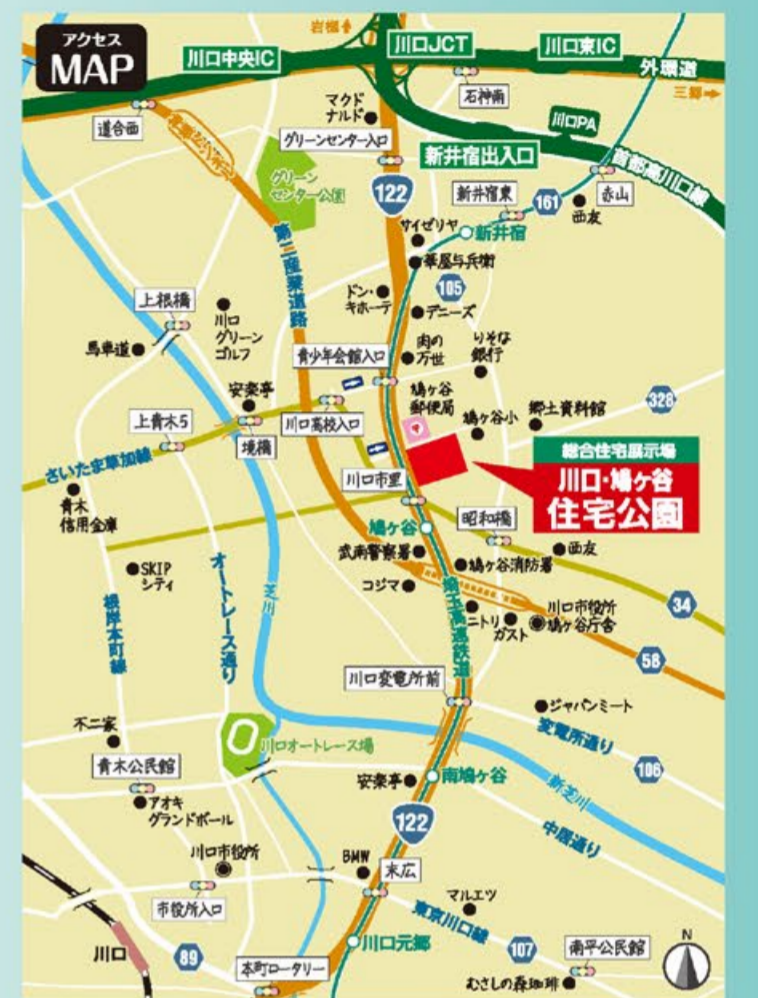 アクセス
MAP
岩槻
川口中央IC
川口JCT
川口東IC
外環道
三郷
石神南
道合西
マクド
ナルド
川口PA
グリーンセンター入口
新井宿出入口
首都高川口線
グリーン
センター公園
122
新井宿東
161
赤山
西友
サイゼリヤ
新井宿
華屋与兵衛
第二産業道路
105
ドン・
キホーテ
デニーズ
上根橋
川口
グリーン
ゴルフ
馬車道
肉の
万世
りそな
銀行
青少年会館入口
安楽亭
鳩ヶ谷
郵便局
328
上青木5
川口高校入口
鳩ヶ谷小
郷土資料館
境橋
総合住宅展示場
川口・鳩ヶ谷
住宅公園
さいたま草加線
川口市里
青木
信用金庫
昭和橋
鳩ヶ谷
武南警察署
西友
SKIP
シティ
鳩ヶ谷消防署
コジマ
オートレース通り
芝川
根岸本町線
埼玉高速鉄道
34
ニトリ
ガスト
川口市役所
鳩ヶ谷庁舎
58
川口変電所前
ジャパンミート
不二家
変電所通り
川口オートレース場
青木公民館
106
安楽亭
南鳩ヶ谷
新芝川
アオキ
グランドボール
122
中居通り
川口市役所
BMW
末広
市役所入口
マルエツ
東京川口線
川口
89
川口元郷
107
南平公民館
N
本町ロータリー
むさしの森珈琲